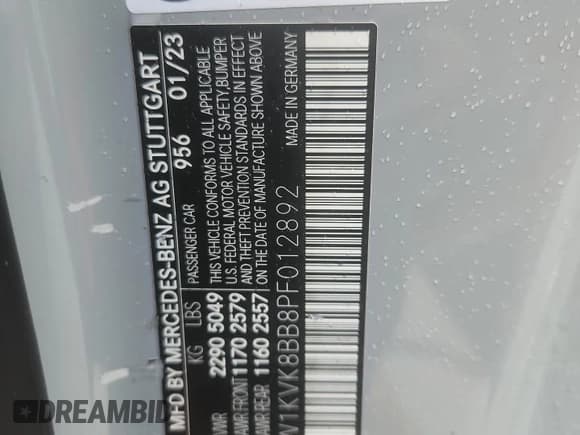 MFD BY MERCEDES-BENZ AG STUTTGART
956 01/23
KG LBS
GVWR 2290 5049
GAWR FRONT 1170 2579
GAWR REAR 1160 2557
PASSENGER CAR
THIS VEHICLE CONFORMS TO ALL APPLICABLE
U.S. FEDERAL MOTOR VEHICLE SAFETY, BUMPER
AND THEFT PREVENTION STANDARDS IN EFFECT
ON THE DATE OF MANUFACTURE SHOWN ABOVE
W1KVK8BB8PF012892
MADE IN GERMANY
DREAMBID